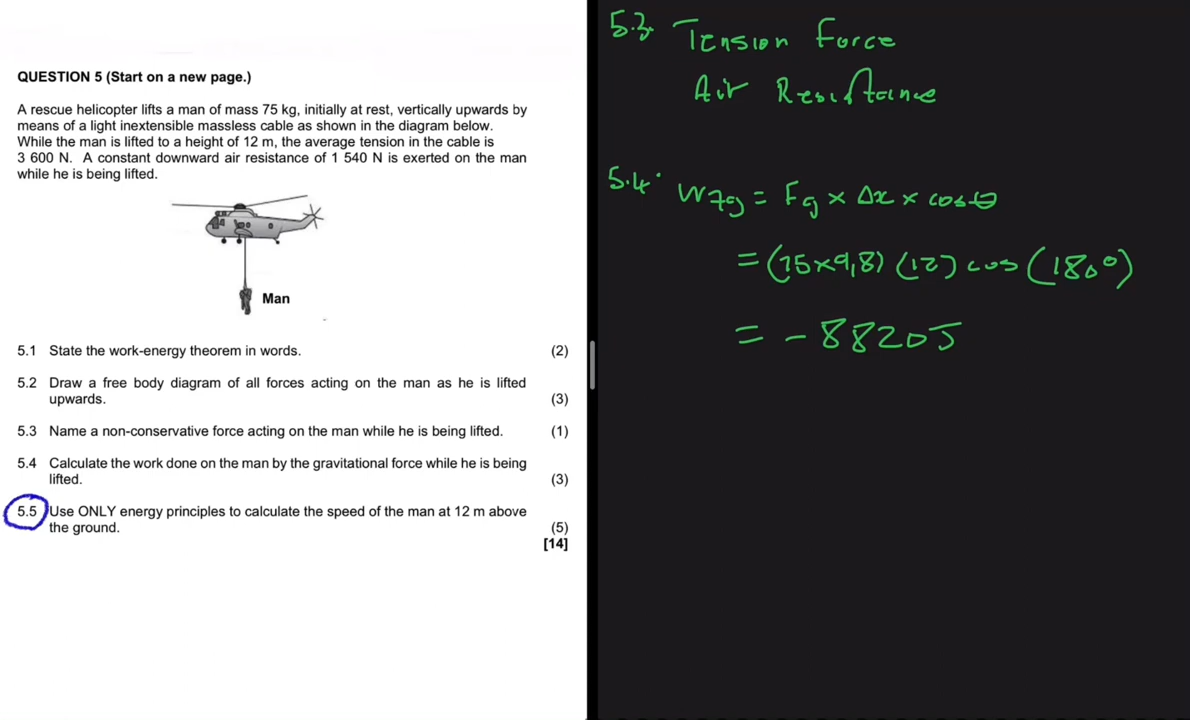 QUESTION 5 (Start on a new page.)
A rescue helicopter lifts a man of mass 75 kg, initially at rest, vertically upwards by
means of a light inextensible massless cable as shown in the diagram below.
While the man is lifted to a height of 12 m, the average tension in the cable is
3 600 N. A constant downward air resistance of 1 540 N is exerted on the man
while he is being lifted.
Man
5.1 State the work-energy theorem in words. (2)
5.2 Draw a free body diagram of all forces acting on the man as he is lifted
upwards. (3)
5.3 Name a non-conservative force acting on the man while he is being lifted. (1)
5.4 Calculate the work done on the man by the gravitational force while he is being
lifted. (3)
5.5 Use ONLY energy principles to calculate the speed of the man at 12 m above
the ground. (5)
[14]
5.3. Tension Force
Air Resistance
5.4. WFg = Fg × Δx × cosθ
= (75×9,8) (12) cos (180°)
= -8820J